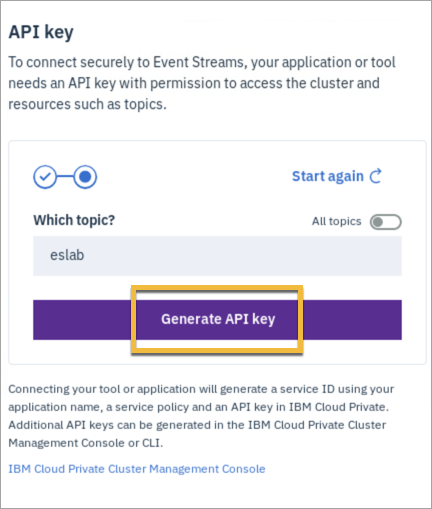 API key
To connect securely to Event Streams, your application or tool
needs an API key with permission to access the cluster and
resources such as topics.
Start again
Which topic?
All topics
eslab
Generate API key
Connecting your tool or application will generate a service ID using your
application name, a service policy and an API key in IBM Cloud Private.
Additional API keys can be generated in the IBM Cloud Private Cluster
Management Console or CLI.
IBM Cloud Private Cluster Management Console